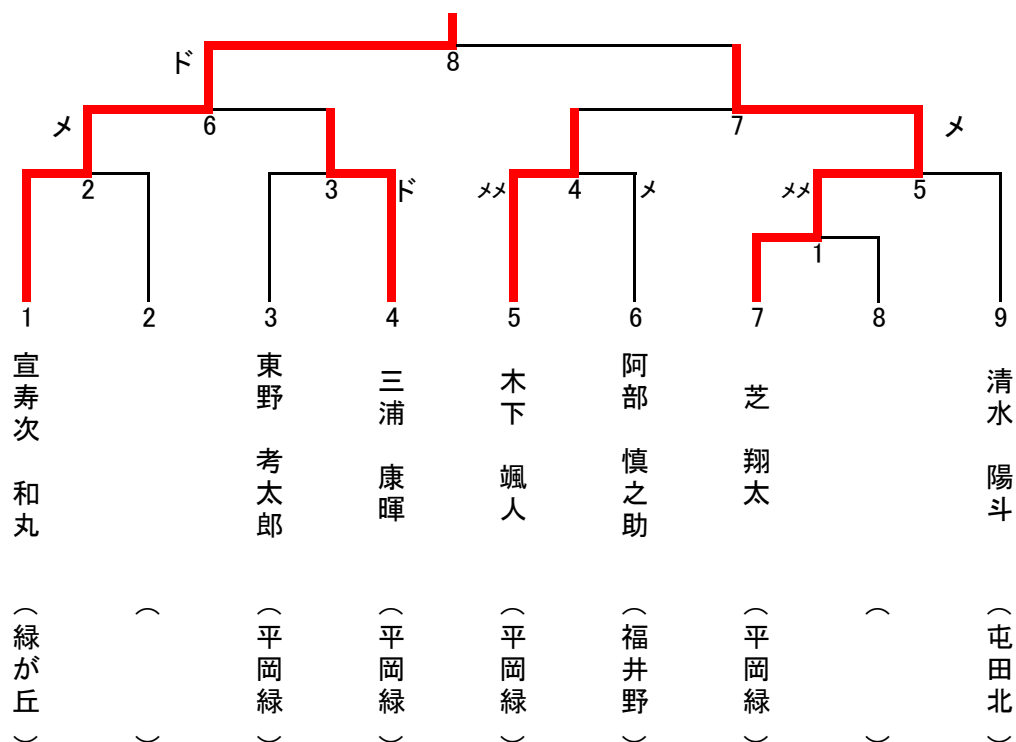 ド
8
メ
6
7
メ
2
3
ド
メメ
4
メ
メメ
5
1
1
2
3
4
5
6
7
8
9
宣寿次 和丸
東野 考太郎
三浦 康暉
木下 颯人
阿部 慎之助
芝 翔太
清水 陽斗
(緑が丘)
( )
(平岡緑)
(平岡緑)
(平岡緑)
(福井野)
(平岡緑)
( )
(屯田北)